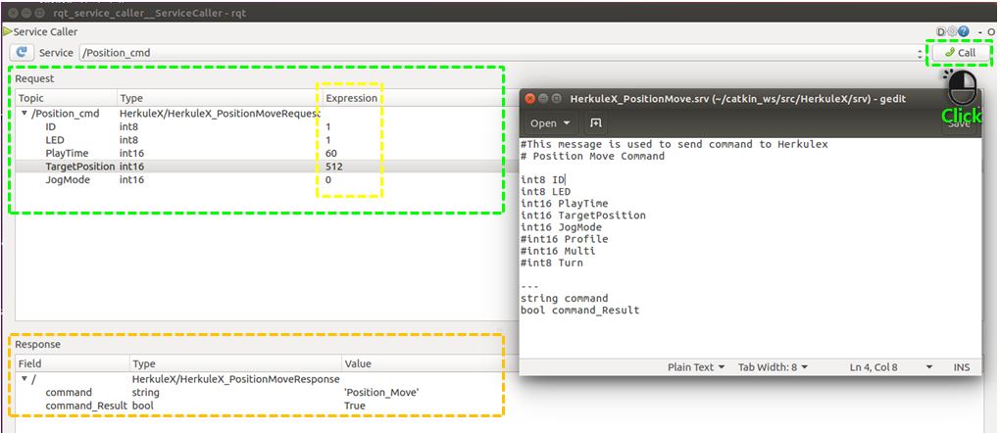 rqt_service_caller__ServiceCaller - rqt
Service Caller
D
- O
Service /Position_cmd
Call
Request
Topic Type Expression
/Position_cmd HerkuleX/HerkuleX_PositionMoveRequest
ID int8 1
LED int8 1
PlayTime int16 60
TargetPosition int16 512
JogMode int16 0
Click
HerkuleX_PositionMove.srv (~/catkin_ws/src/HerkuleX/srv) - gedit
Open
Save
#This message is used to send command to Herkulex
# Position Move Command
int8 ID
int8 LED
int16 PlayTime
int16 TargetPosition
int16 JogMode
#int16 Profile
#int16 Multi
#int8 Turn
---
string command
bool command_Result
Plain Text Tab Width: 8 Ln 4, Col 8 INS
Response
Field Type Value
/ HerkuleX/HerkuleX_PositionMoveResponse
command string 'Position_Move'
command_Result bool True